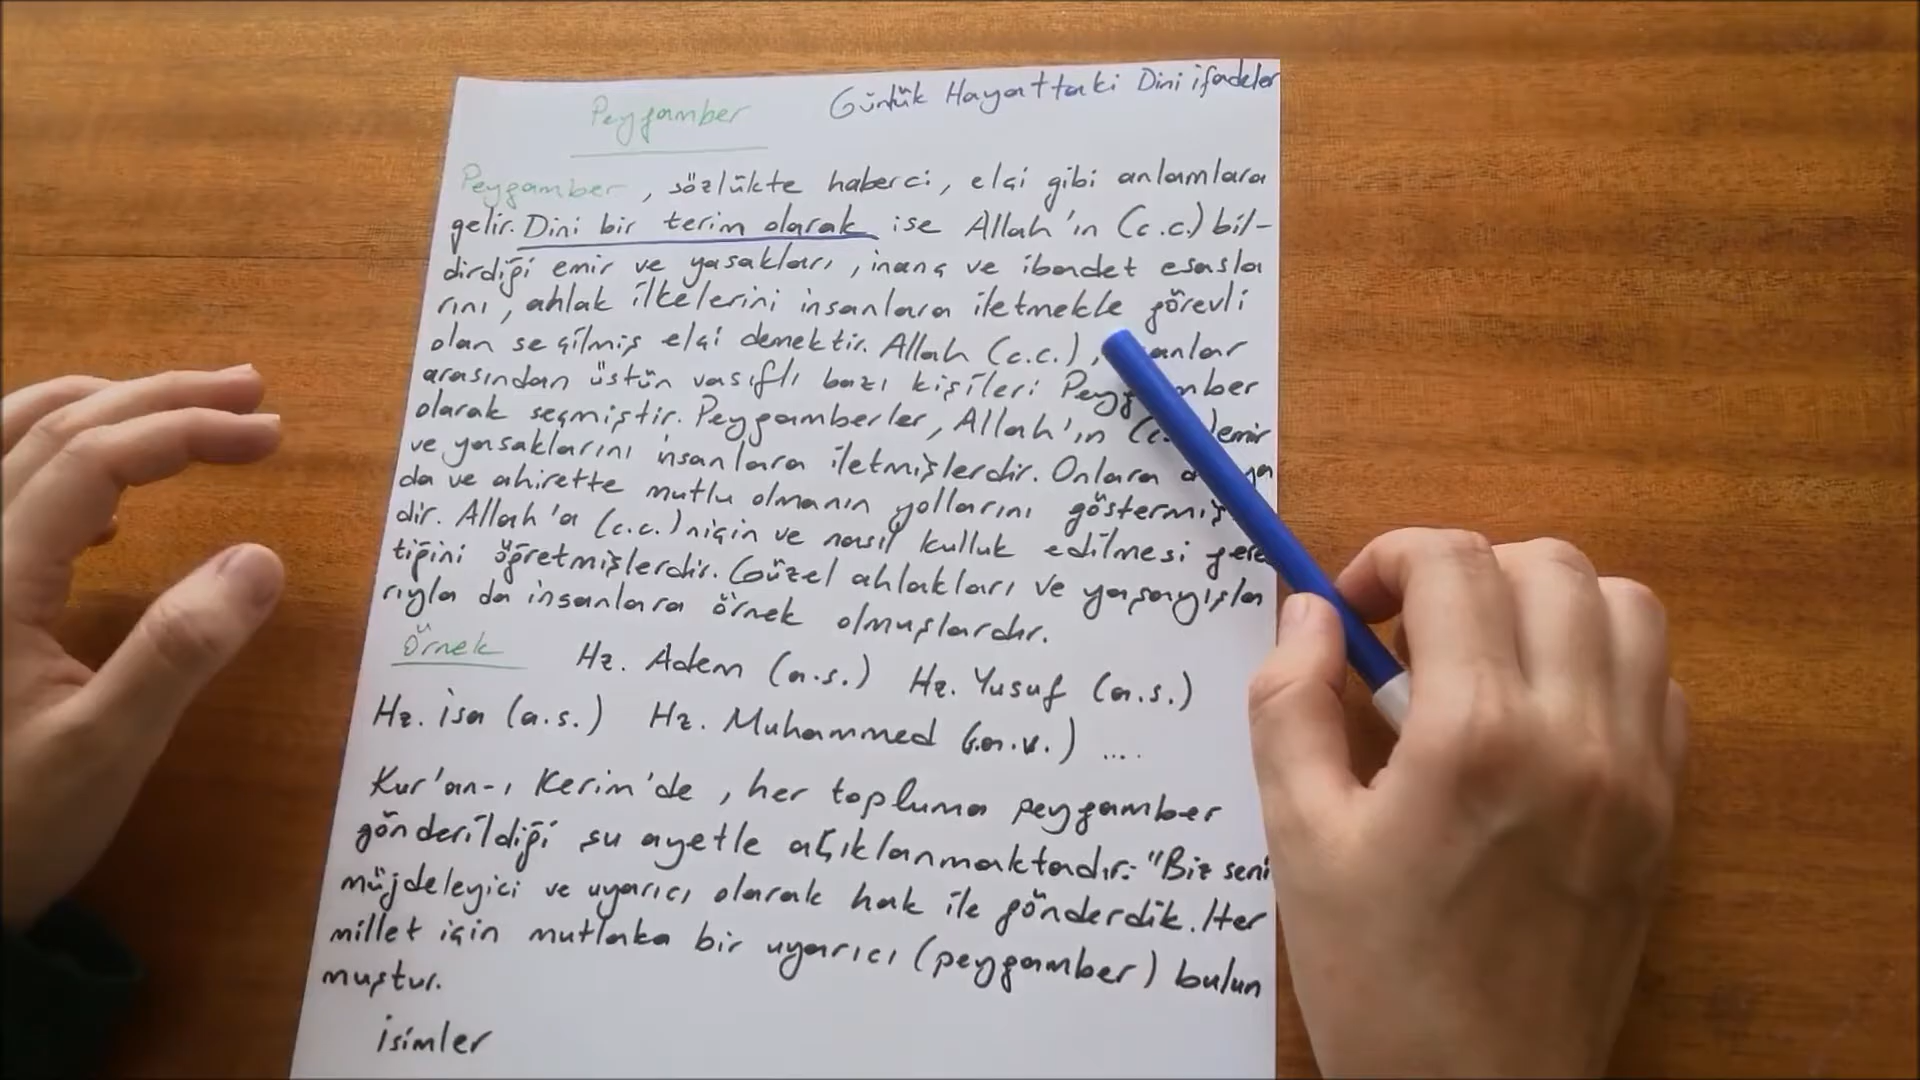 Günlük Hayattaki Dini ifadeler
Peygamber
Peygamber, sözlükte haberci, elçi gibi anlamlara
gelir. Dini bir terim olarak ise Allah'ın (c.c.) bil-
dirdiği emir ve yasakları, inanç ve ibadet esasla
rını, ahlak ilkelerini insanlara iletmekle görevli
olan seçilmiş elçi demektir. Allah (c.c.),
arasından üstün vasıflı bazı kişileri
olarak seçmiştir. Peygamberler, Allah'ın emir
ve yasaklarını insanlara iletmişlerdir. Onlara
da ve ahirette mutlu olmanın yollarını göstermiş
dir. Allah'a (c.c.) niçin ve nasıl kulluk edilmesi gere
tiğini öğretmişlerdir. Güzel ahlakları ve yaşayışla
rıyla da insanlara örnek olmuşlardır.
Örnek Hz. Adem (a.s.) Hz. Yusuf (a.s.)
Hz. İsa (a.s.) Hz. Muhammed (s.a.v.) ....
Kur'an-ı Kerim'de, her topluma peygamber
gönderildiği şu ayetle açıklanmaktadır: "Biz seni
müjdeleyici ve uyarıcı olarak hak ile gönderdik. Her
millet için mutlaka bir uyarıcı (peygamber) bulun
muştur.
İsimler